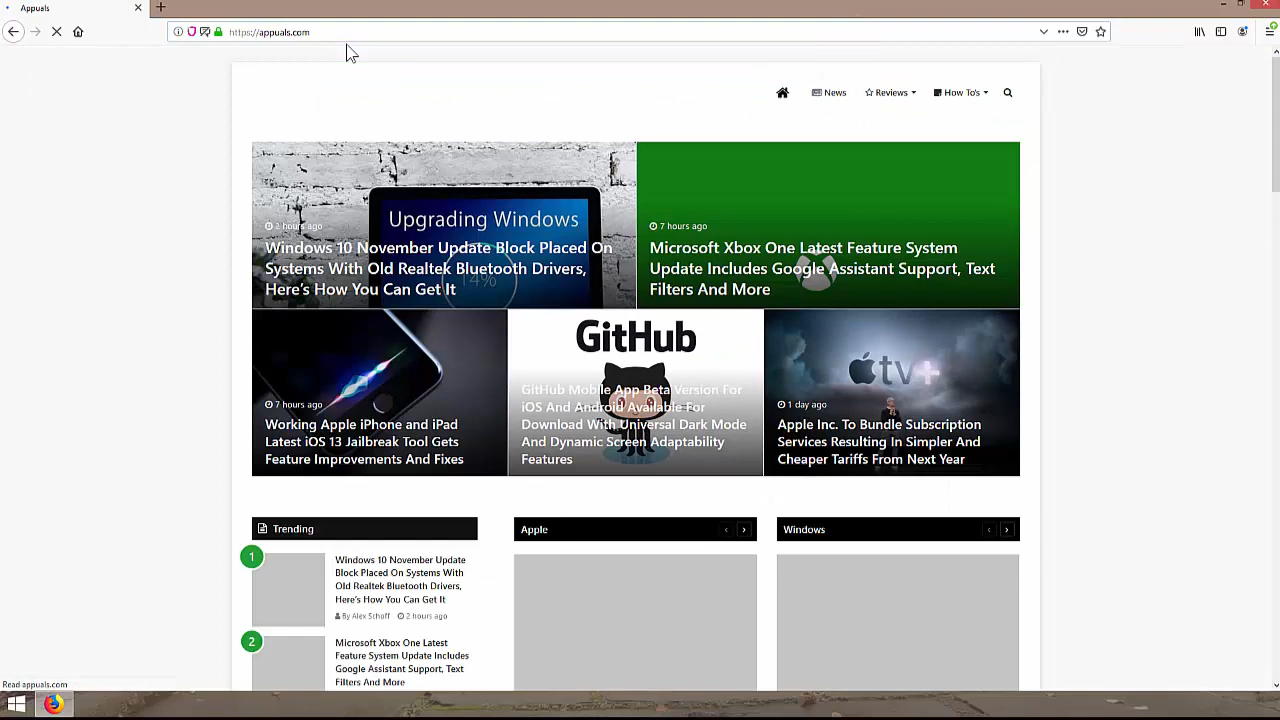 Appuals
https://appuals.com
News
Reviews
How To's
Upgrading Windows
14%
2 hours ago
Windows 10 November Update Block Placed On
Systems With Old Realtek Bluetooth Drivers,
Here's How You Can Get It
7 hours ago
Microsoft Xbox One Latest Feature System
Update Includes Google Assistant Support, Text
Filters And More
7 hours ago
Working Apple iPhone and iPad
Latest iOS 13 Jailbreak Tool Gets
Feature Improvements And Fixes
GitHub
GitHub Mobile App Beta Version For
iOS And Android Available For
Download With Universal Dark Mode
And Dynamic Screen Adaptability
Features
tv+
1 day ago
Apple Inc. To Bundle Subscription
Services Resulting In Simpler And
Cheaper Tariffs From Next Year
Trending
1
Windows 10 November Update
Block Placed On Systems With
Old Realtek Bluetooth Drivers,
Here's How You Can Get It
By Alex Schoff 2 hours ago
2
Microsoft Xbox One Latest
Feature System Update Includes
Google Assistant Support, Text
Filters And More
Apple
Windows
Read appuals.com